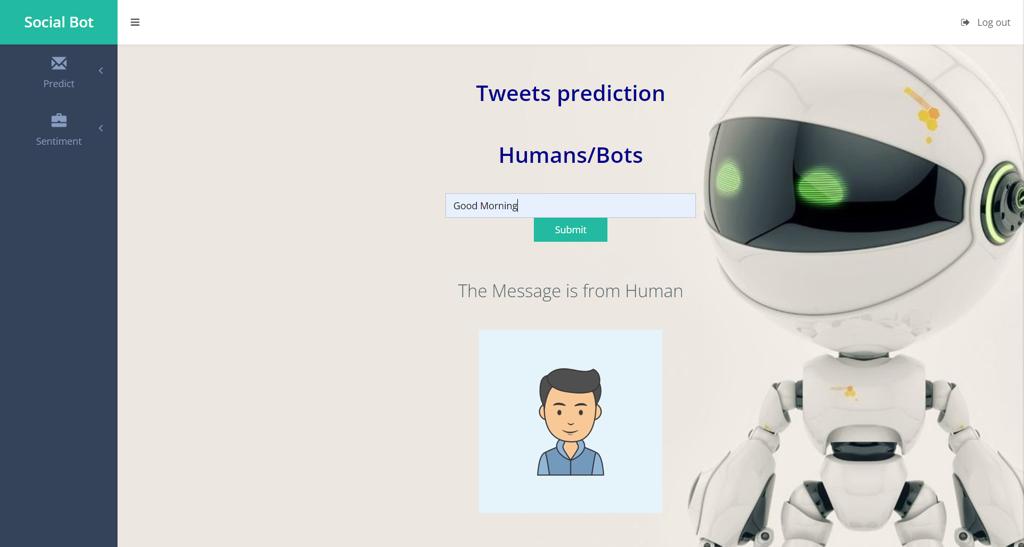 Social Bot
Log out
Predict
Sentiment
Tweets prediction
Humans/Bots
Good Morning
Submit
The Message is from Human